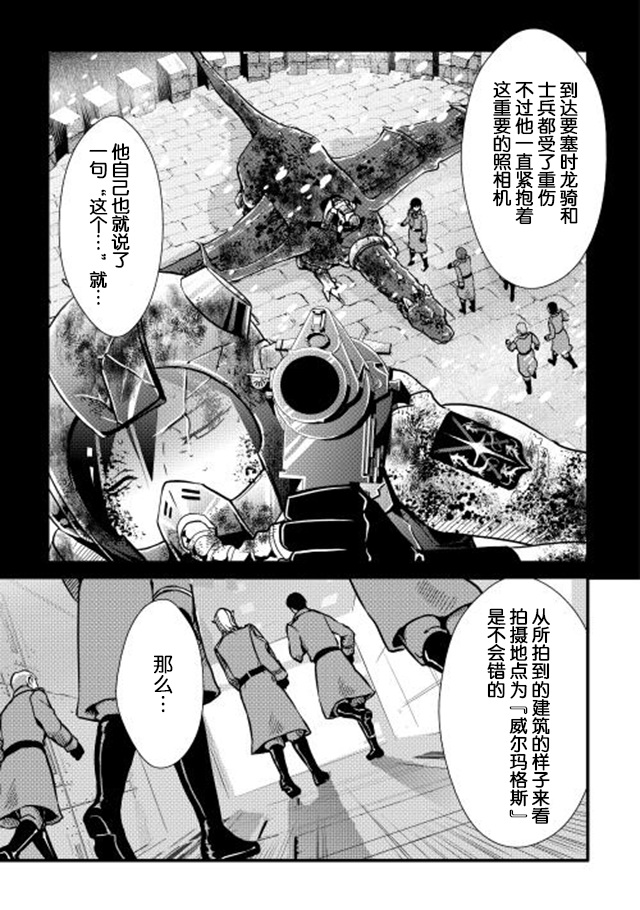 到达要塞时龙骑和
士兵都受了重伤
不过他一直紧抱着
这重要的照相机
他自己也就说了
一句“这个…”就…
从所拍到的建筑的样子来看
拍摄地点为『威尔玛格斯』
是不会错的
那么…